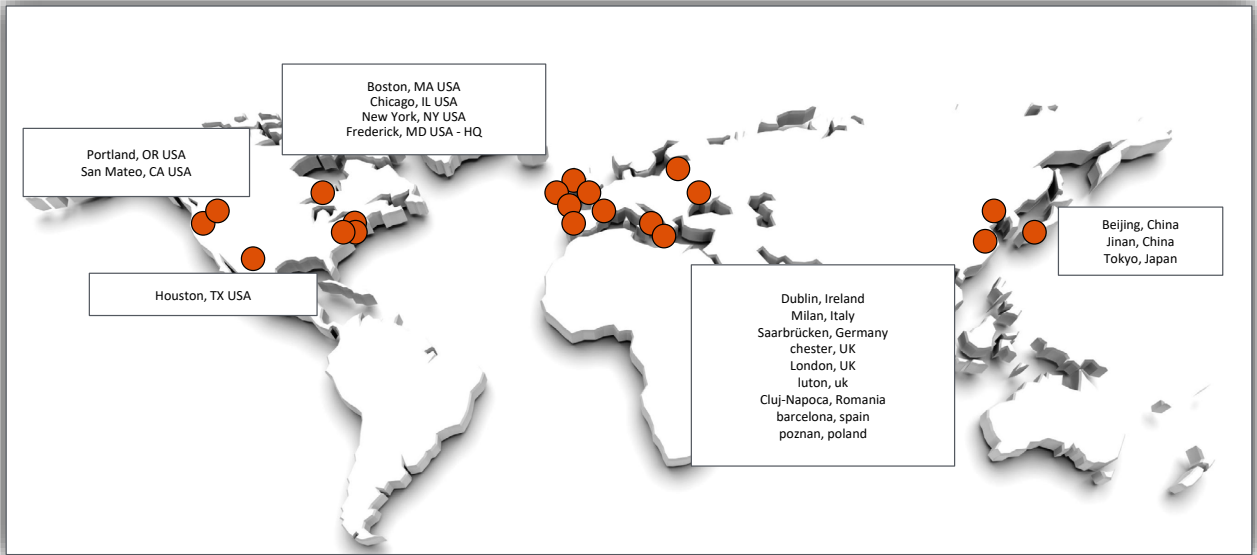 Boston, MA USA
Chicago, IL USA
New York, NY USA
Frederick, MD USA - HQ
Portland, OR USA
San Mateo, CA USA
Houston, TX USA
Beijing, China
Jinan, China
Tokyo, Japan
Dublin, Ireland
Milan, Italy
Saarbrücken, Germany
chester, UK
London, UK
luton, uk
Cluj-Napoca, Romania
barcelona, spain
poznan, poland